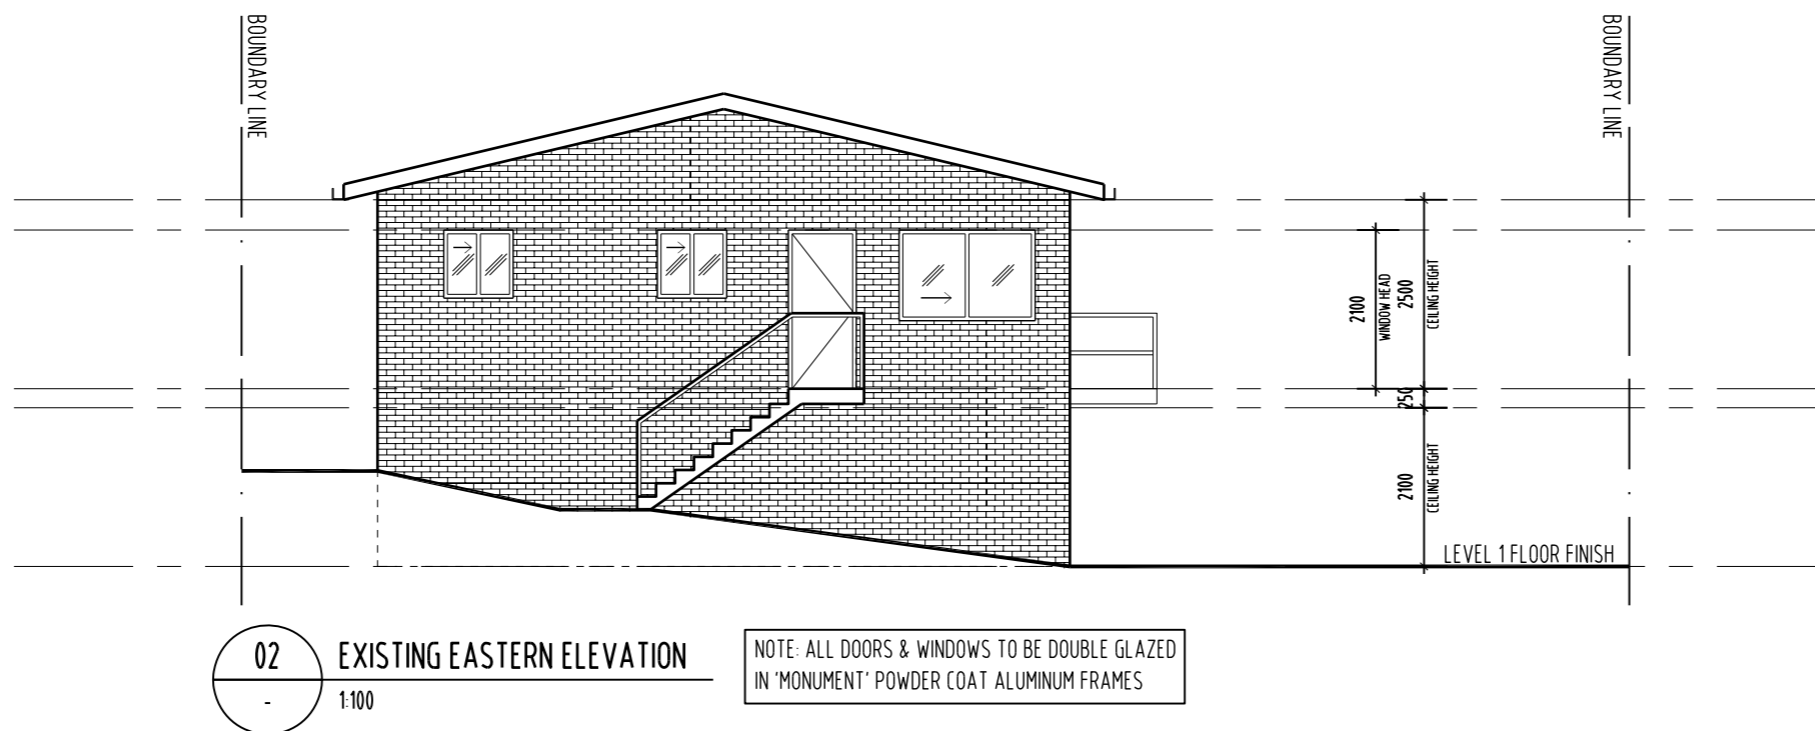 BOUNDARY LINE
BOUNDARY LINE
2100
WINDOW HEAD
2500
CEILING HEIGHT
250
2100
CEILING HEIGHT
LEVEL 1 FLOOR FINISH
02
-
EXISTING EASTERN ELEVATION
1:100
NOTE: ALL DOORS & WINDOWS TO BE DOUBLE GLAZED
IN 'MONUMENT' POWDER COAT ALUMINUM FRAMES